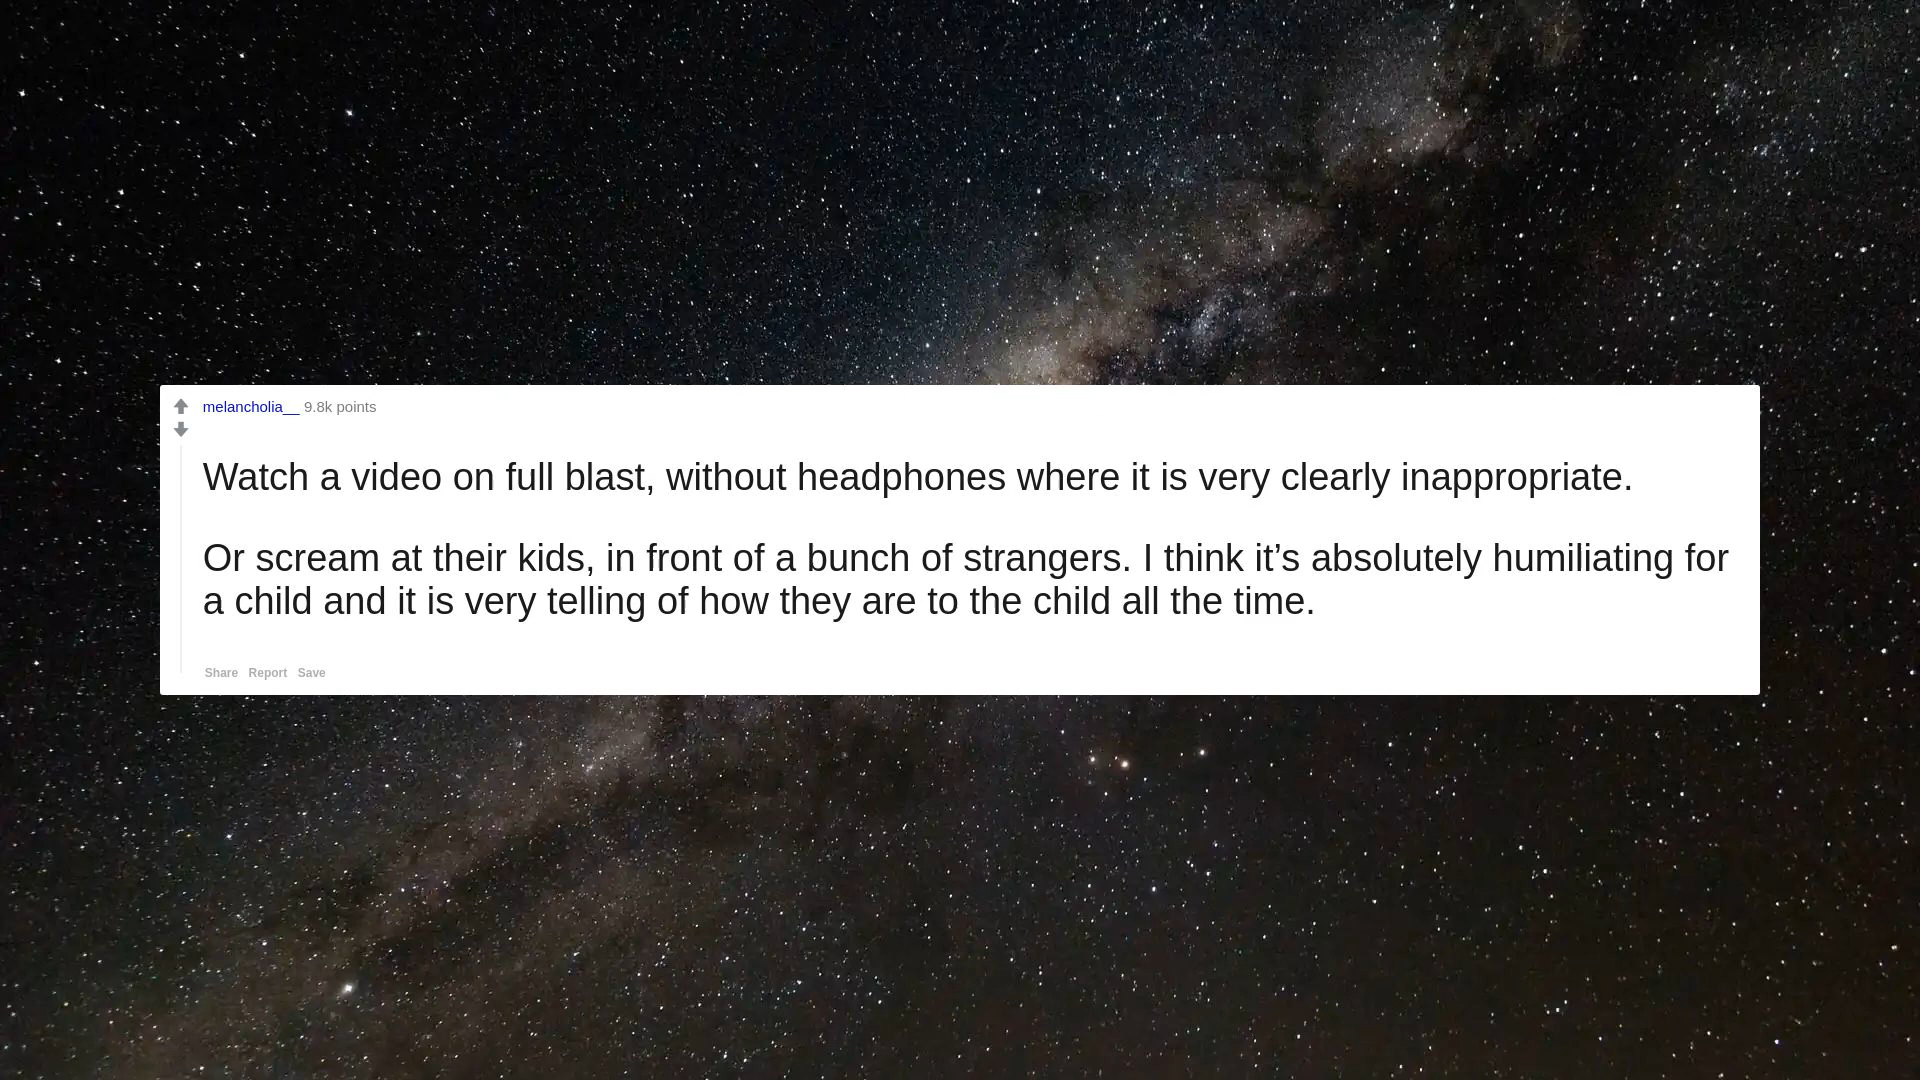 melancholia__ 9.8k points
Watch a video on full blast, without headphones where it is very clearly inappropriate.
Or scream at their kids, in front of a bunch of strangers. I think it’s absolutely humiliating for
a child and it is very telling of how they are to the child all the time.
Share Report Save